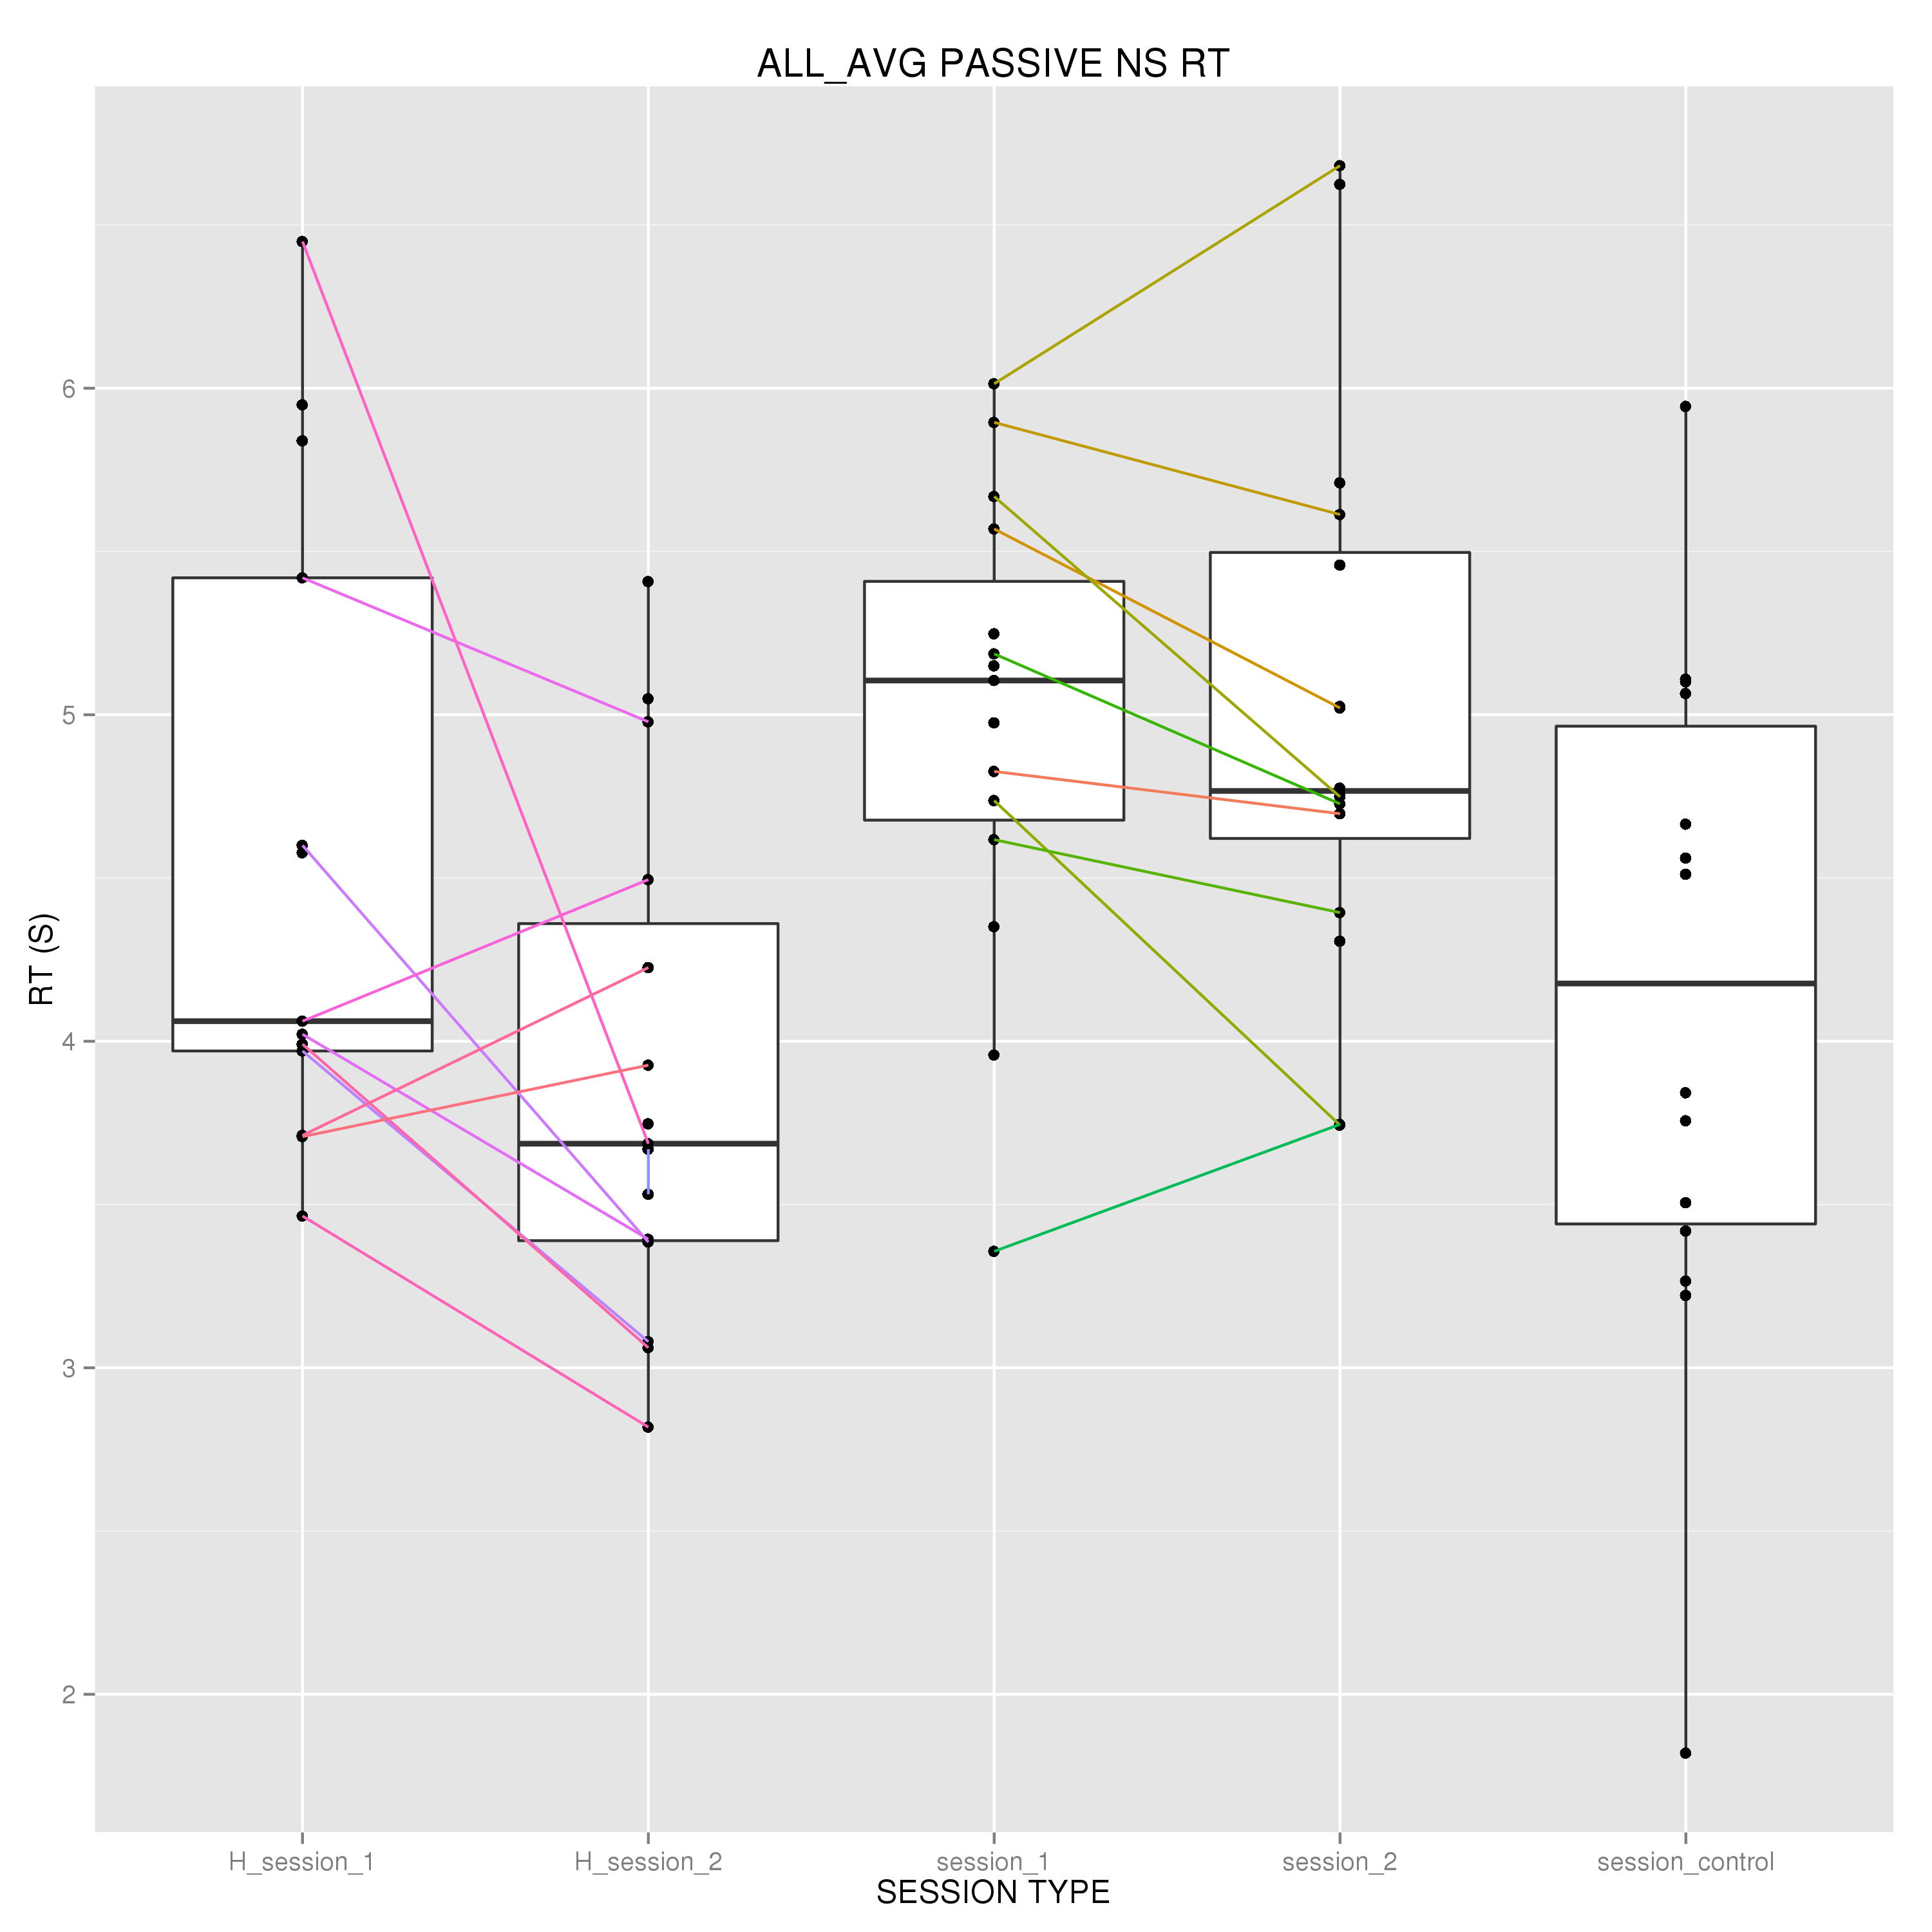 ALL_AVG PASSIVE NS RT
RT (S)
6
5
4
3
2
H_session_1
H_session_2
session_1
session_2
session_control
SESSION TYPE